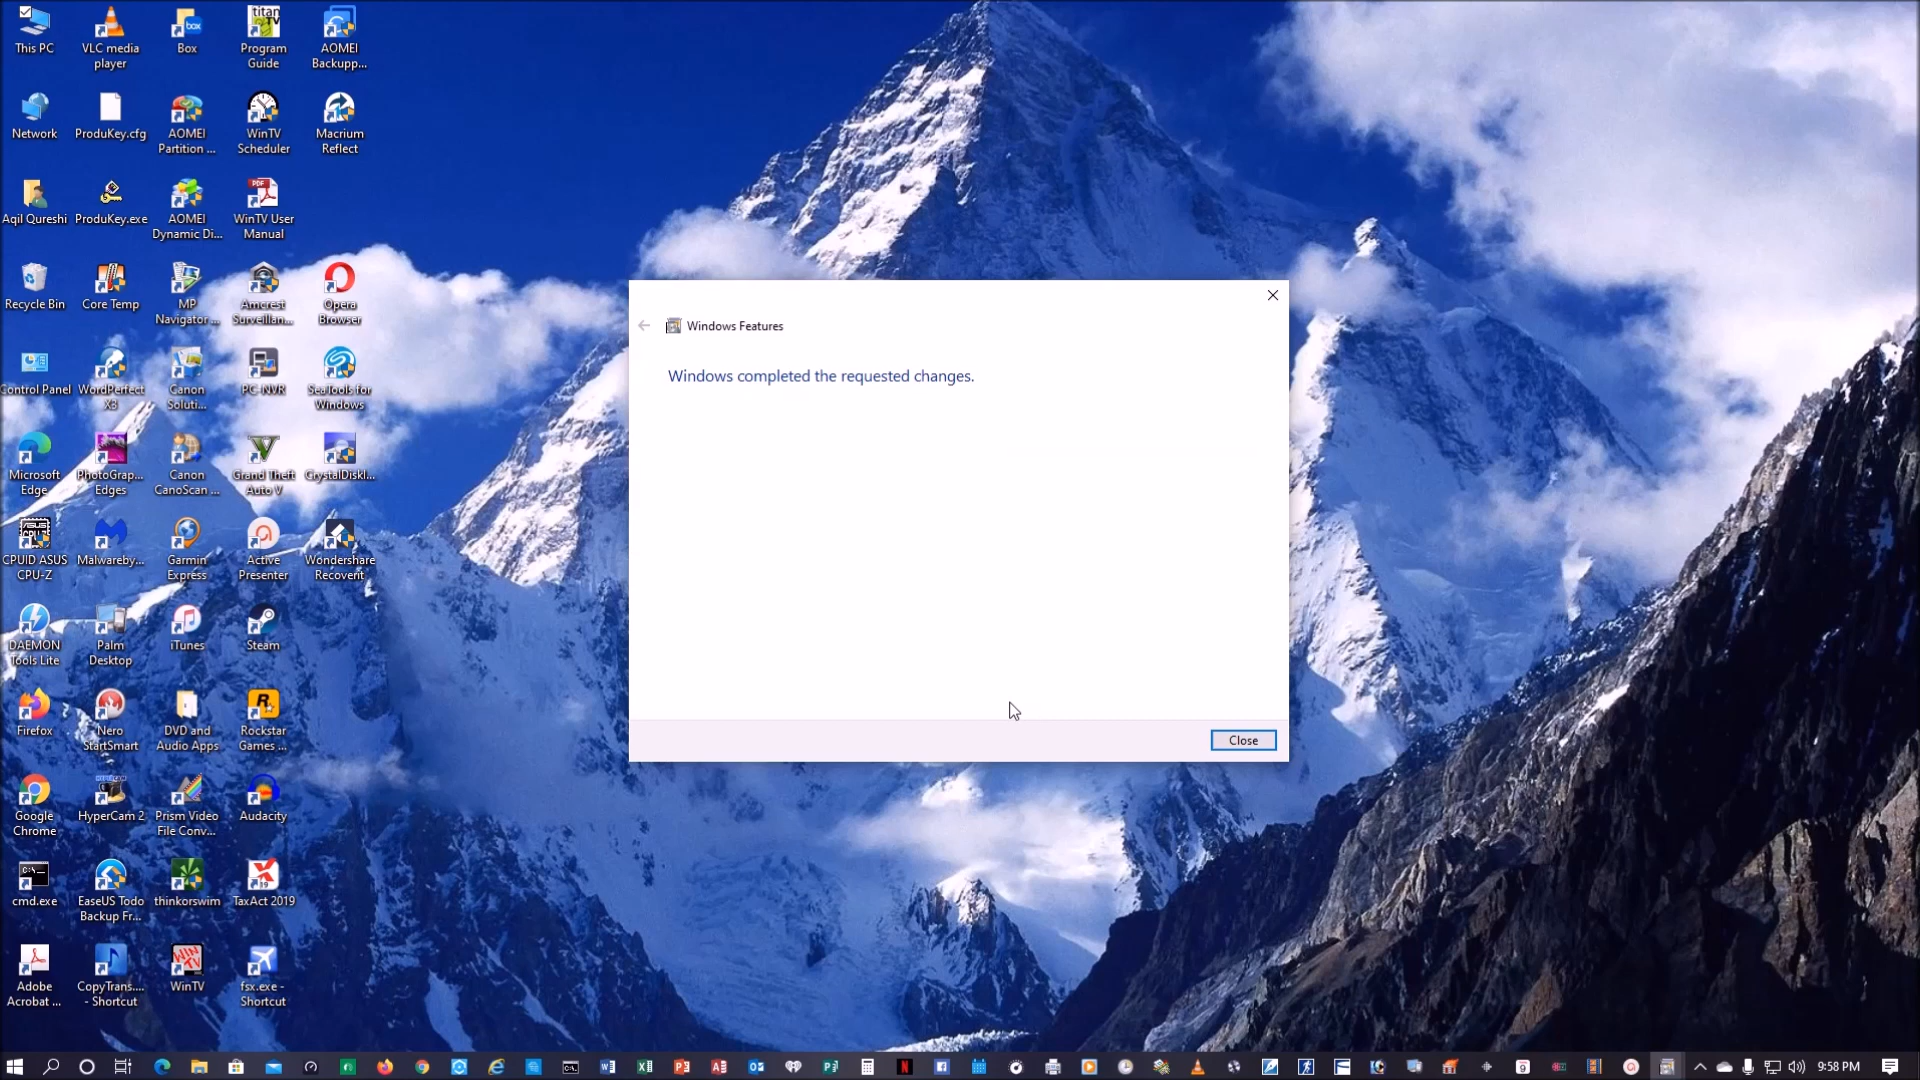 This PC
VLC media
player
Box
Program
Guide
AOMEI
Backupp...
Network
ProduKey.cfg
AOMEI
Partition ...
WinTV
Scheduler
Macrium
Reflect
Aqil Qureshi
ProduKey.exe
AOMEI
Dynamic Di...
WinTV User
Manual
Recycle Bin
Core Temp
MP
Navigator ...
Amcrest
Surveillan...
Opera
Browser
Control Panel
WordPerfect
X3
Canon
Soluti...
PC-NVR
SeaTools for
Windows
Microsoft
Edge
PhotoGrap...
Edges
Canon
CanoScan ...
Grand Theft
Auto V
CrystalDiskI...
CPUID ASUS
CPU-Z
Malwareby...
Garmin
Express
Active
Presenter
Wondershare
Recoverit
DAEMON
Tools Lite
Palm
Desktop
iTunes
Steam
Firefox
Nero
StartSmart
DVD and
Audio Apps
Rockstar
Games ...
Google
Chrome
HyperCam 2
Prism Video
File Conv...
Audacity
cmd.exe
EaseUS Todo
Backup Fr...
thinkorswim
TaxAct 2019
Adobe
Acrobat ...
CopyTrans....
- Shortcut
WinTV
fsx.exe -
Shortcut
Windows Features
Windows completed the requested changes.
Close
9:58 PM